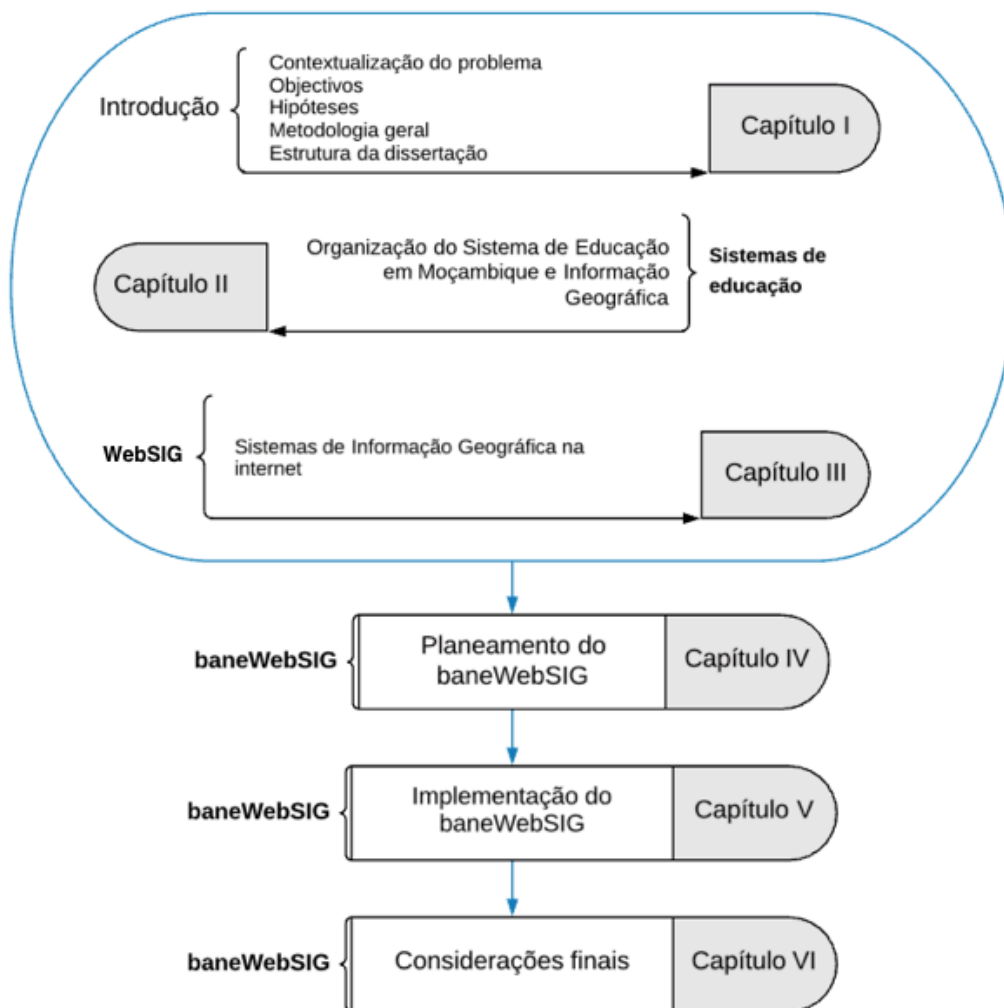 Introdução
Contextualização do problema
Objectivos
Hipóteses
Metodologia geral
Estrutura da dissertação
Capítulo I
Capítulo II
Organização do Sistema de Educação
em Moçambique e Informação
Geográfica
Sistemas de
educação
WebSIG
Sistemas de Informação Geográfica na
internet
Capítulo III
baneWebSIG
Planeamento do
baneWebSIG
Capítulo IV
baneWebSIG
Implementação do
baneWebSIG
Capítulo V
baneWebSIG
Considerações finais
Capítulo VI